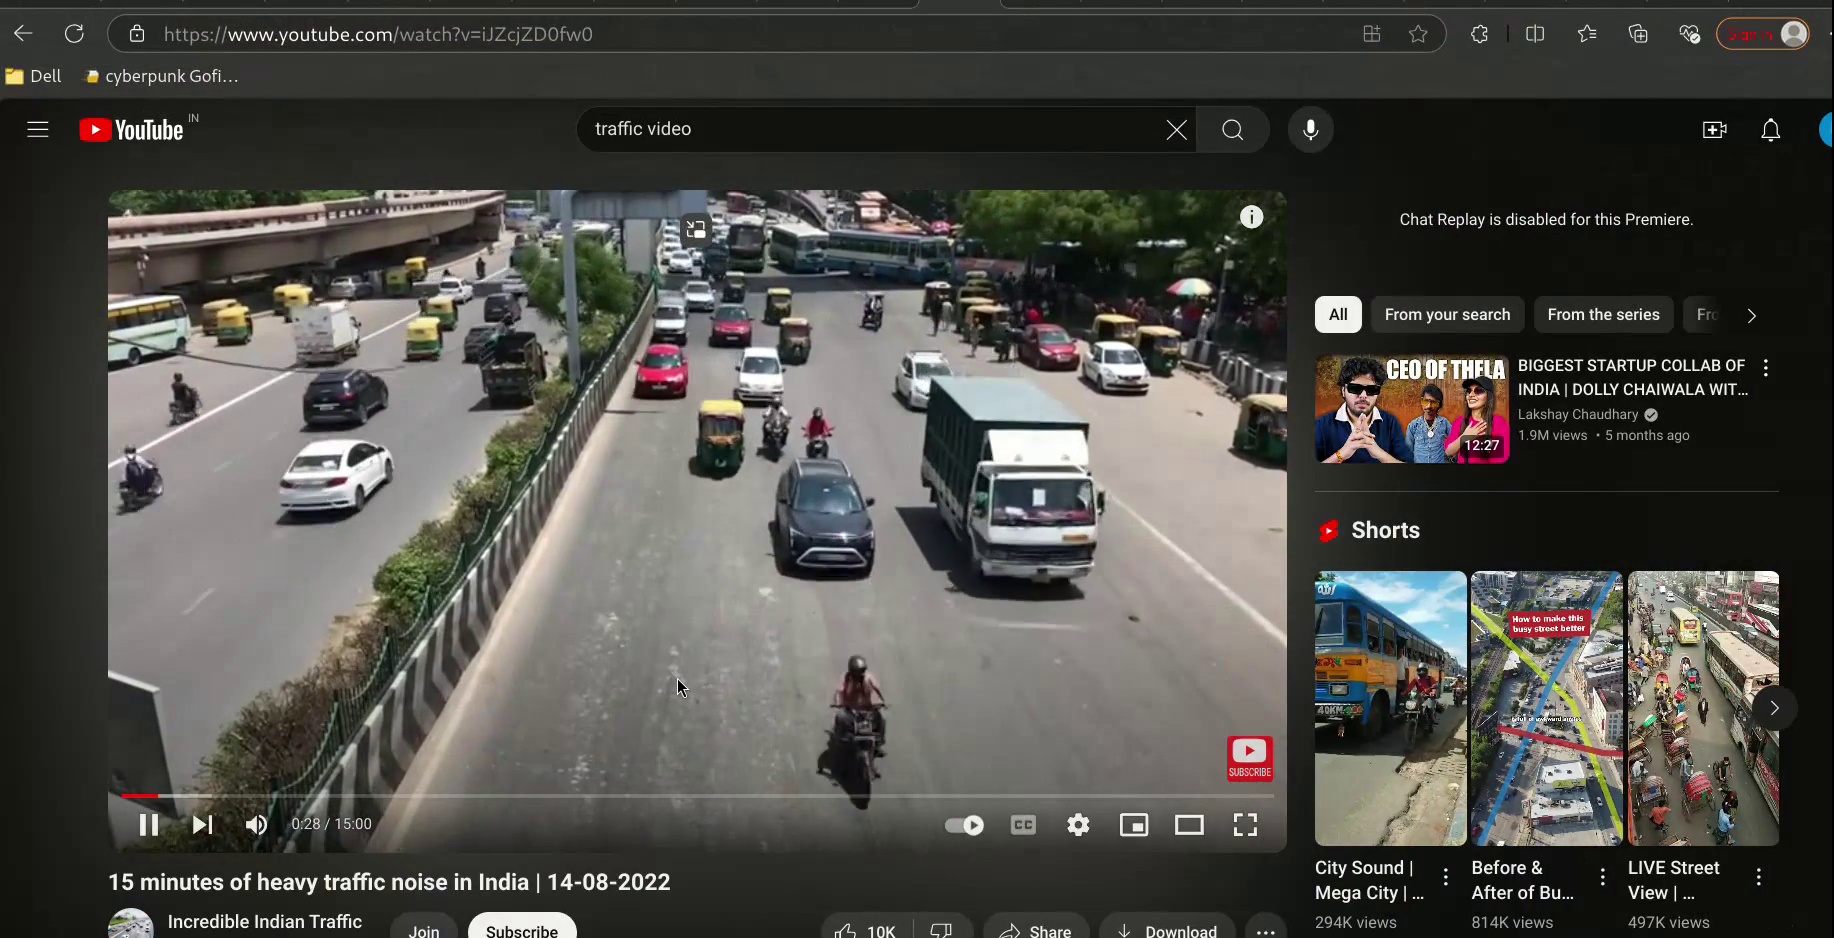 https://www.youtube.com/watch?v=iJZcjZD0fw0
Sign in
Dell
cyberpunk Gofi...
YouTube IN
traffic video
SUBSCRIBE
0:28 / 15:00
CC
15 minutes of heavy traffic noise in India | 14-08-2022
Incredible Indian Traffic
Join
Subscribe
10K
Share
Download
Chat Replay is disabled for this Premiere.
All
From your search
From the series
Fro
CEO OF THELA
12:27
BIGGEST STARTUP COLLAB OF
INDIA | DOLLY CHAIWALA WIT...
Lakshay Chaudhary
1.9M views • 5 months ago
Shorts
40KM
How to make this
busy street better
City Sound |
Mega City | ...
294K views
Before &
After of Bu...
814K views
LIVE Street
View | ...
497K views